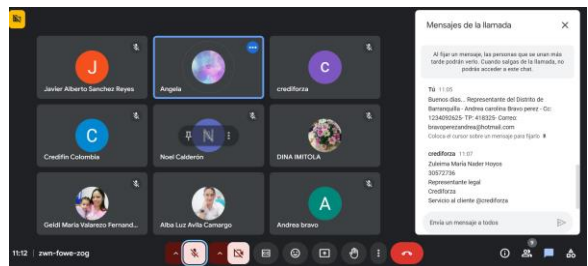 J
Javier Alberto Sanchez Reyes
Angela
C
crediforza
C
Credifin Colombia
N
Noel Calderón
DINA IMITOLA
Geidi Maria Valarezo Fernand...
Alba Luz Avila Camargo
A
Andrea bravo
Mensajes de la llamada
Al fijar un mensaje, las personas que se unan más
tarde podrán verlo. Cuando salgas de la llamada, no
podrás acceder a este chat.
Tú 11:05
Buenos dias... Representante del Distrito de
Barranquilla - Andrea carolina Bravo perez - Cc:
1234093625- TP: 418325- Correo:
bravoperezandrea@hotmail.com
Coloca el cursor sobre un mensaje para fijarlo
crediforza 11:07
Zuleima María Nader Hoyos
30572736
Representante legal
Crediforza
Servicio al cliente @crediforza
Envía un mensaje a todos
11:12 | zwn-fowe-zog
9